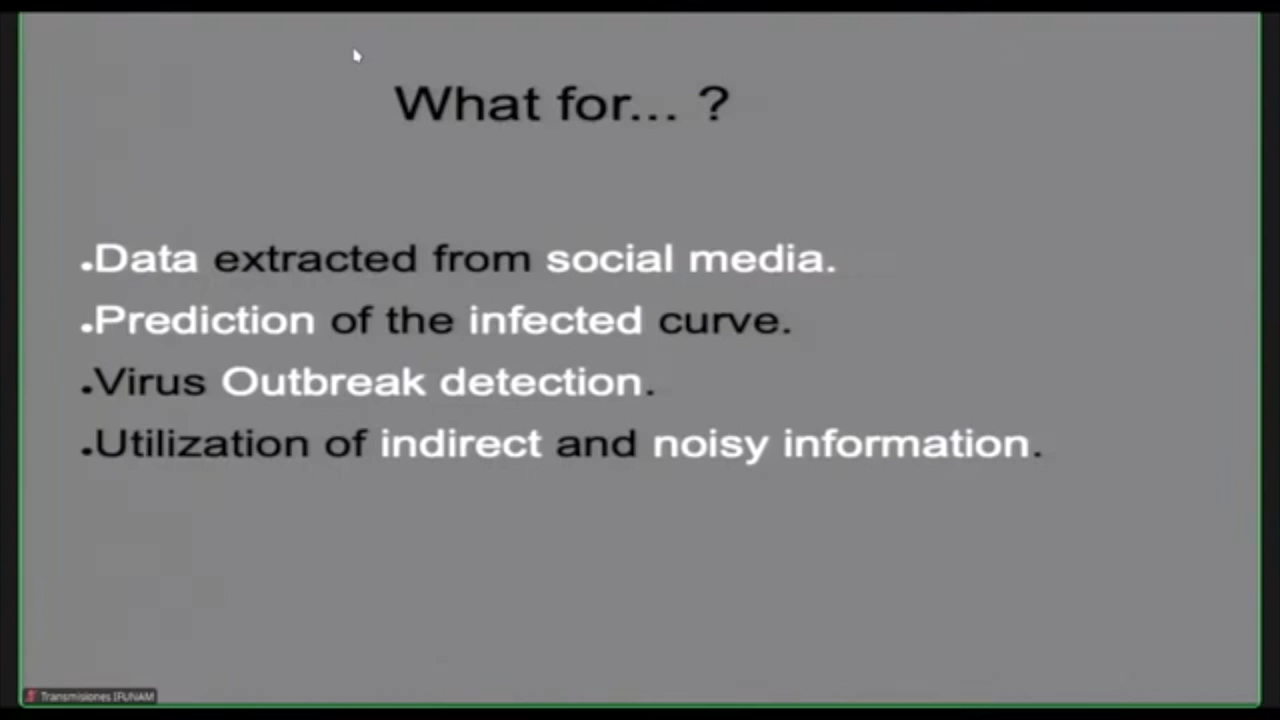 What for... ?
.Data extracted from social media.
.Prediction of the infected curve.
.Virus Outbreak detection.
.Utilization of indirect and noisy information.
Transmisiones IFUNAM